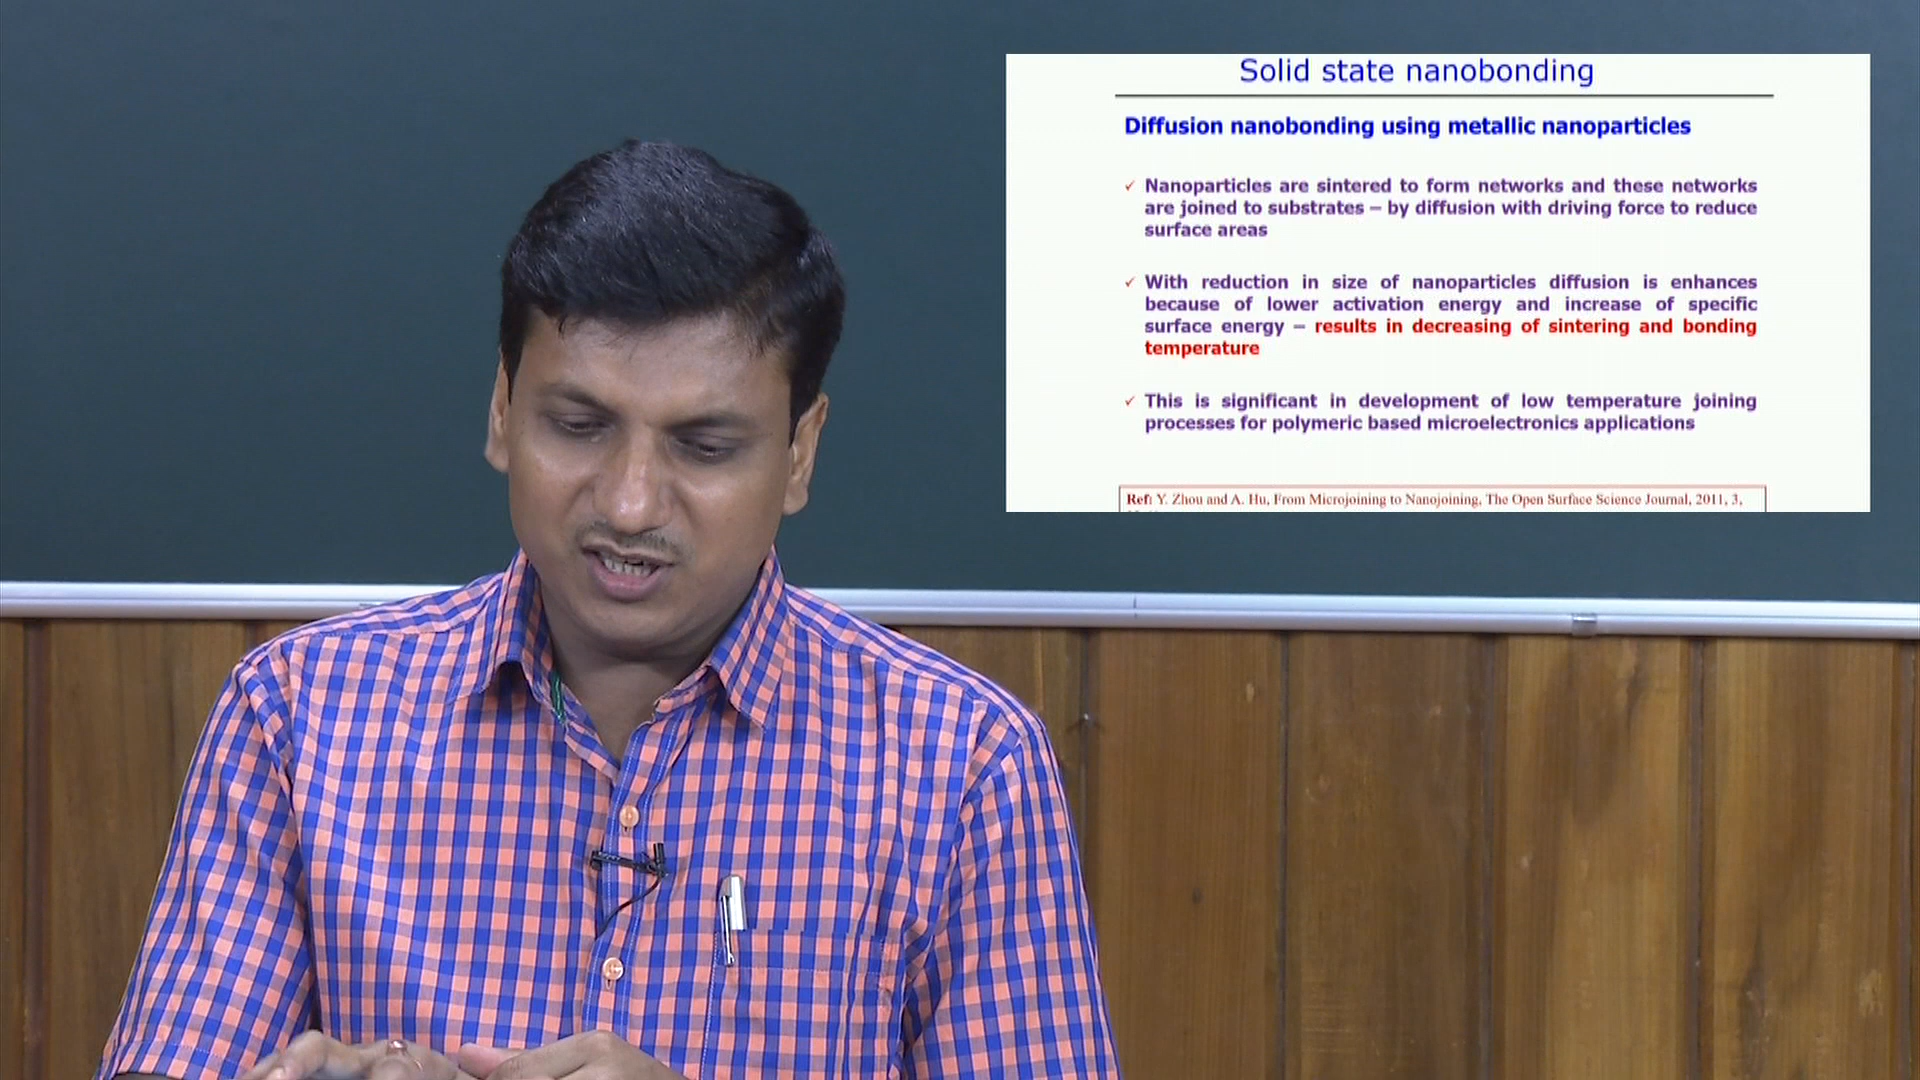 Solid state nanobonding
Diffusion nanobonding using metallic nanoparticles
✓ Nanoparticles are sintered to form networks and these networks
are joined to substrates – by diffusion with driving force to reduce
surface areas
✓ With reduction in size of nanoparticles diffusion is enhances
because of lower activation energy and increase of specific
surface energy – results in decreasing of sintering and bonding
temperature
✓ This is significant in development of low temperature joining
processes for polymeric based microelectronics applications
Ref: Y. Zhou and A. Hu, From Microjoining to Nanojoining, The Open Surface Science Journal, 2011, 3,